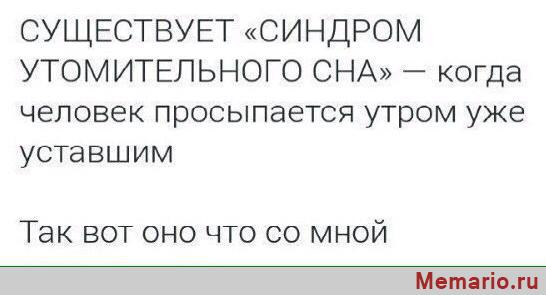 СУЩЕСТВУЕТ «СИНДРОМ
УТОМИТЕЛЬНОГО СНА» — когда
человек просыпается утром уже
уставшим
Так вот оно что со мной
Memario.ru